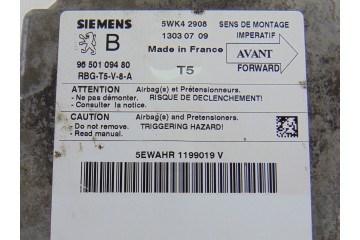 SIEMENS
5WK4 2908
SENS DE MONTAGE
B
1303 07 09
IMPERATIF
Made in France
AVANT
96 501 094 80
T5
FORWARD
RBG-T5-V-8-A
ATTENTION
Airbag(s) et Prétensionneurs.
- Ne pas démonter.
RISQUE DE DECLENCHEMENT!
- Consulter la notice.
CAUTION
Airbag(s) and Pretensioners.
- Do not remove.
TRIGGERING HAZARD!
- Read manual.
5EWAHR 1199019 V